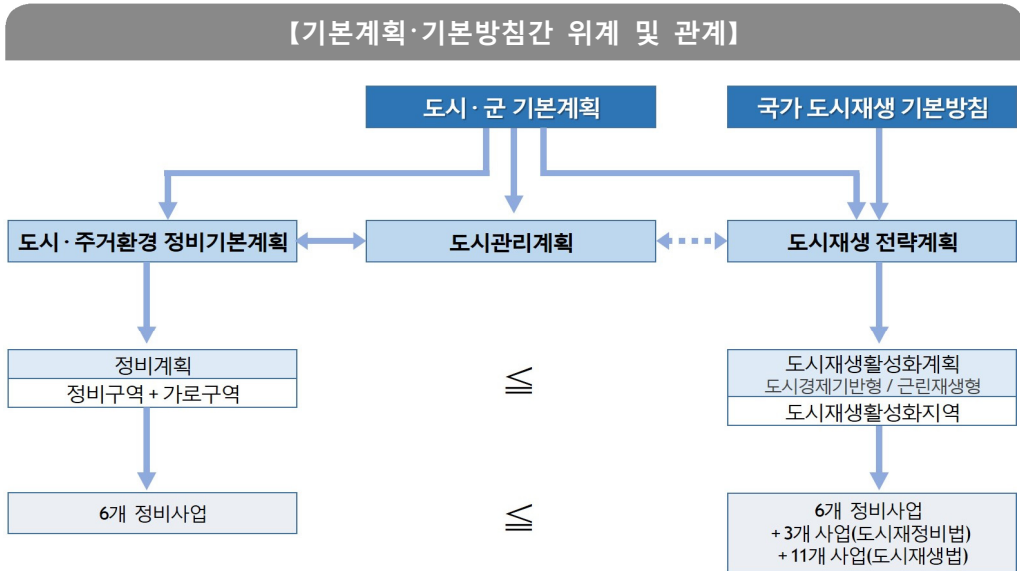 【기본계획·기본방침간 위계 및 관계】
도시·군 기본계획
국가 도시재생 기본방침
도시·주거환경 정비기본계획
도시관리계획
도시재생 전략계획
정비계획
정비구역 + 가로구역
≦
도시재생활성화계획
도시경제기반형 / 근린재생형
도시재생활성화지역
6개 정비사업
≦
6개 정비사업
+ 3개 사업(도시재정비법)
+ 11개 사업(도시재생법)